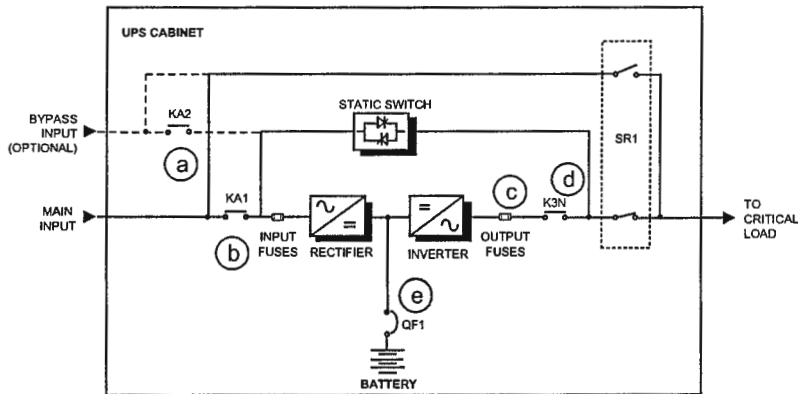 UPS CABINET
BYPASS
INPUT
(OPTIONAL)
KA2
a
STATIC SWITCH
SR1
MAIN
INPUT
KA1
b
INPUT
FUSES
RECTIFIER
INVERTER
c
OUTPUT
FUSES
d
K3N
TO
CRITICAL
LOAD
e
QF1
BATTERY